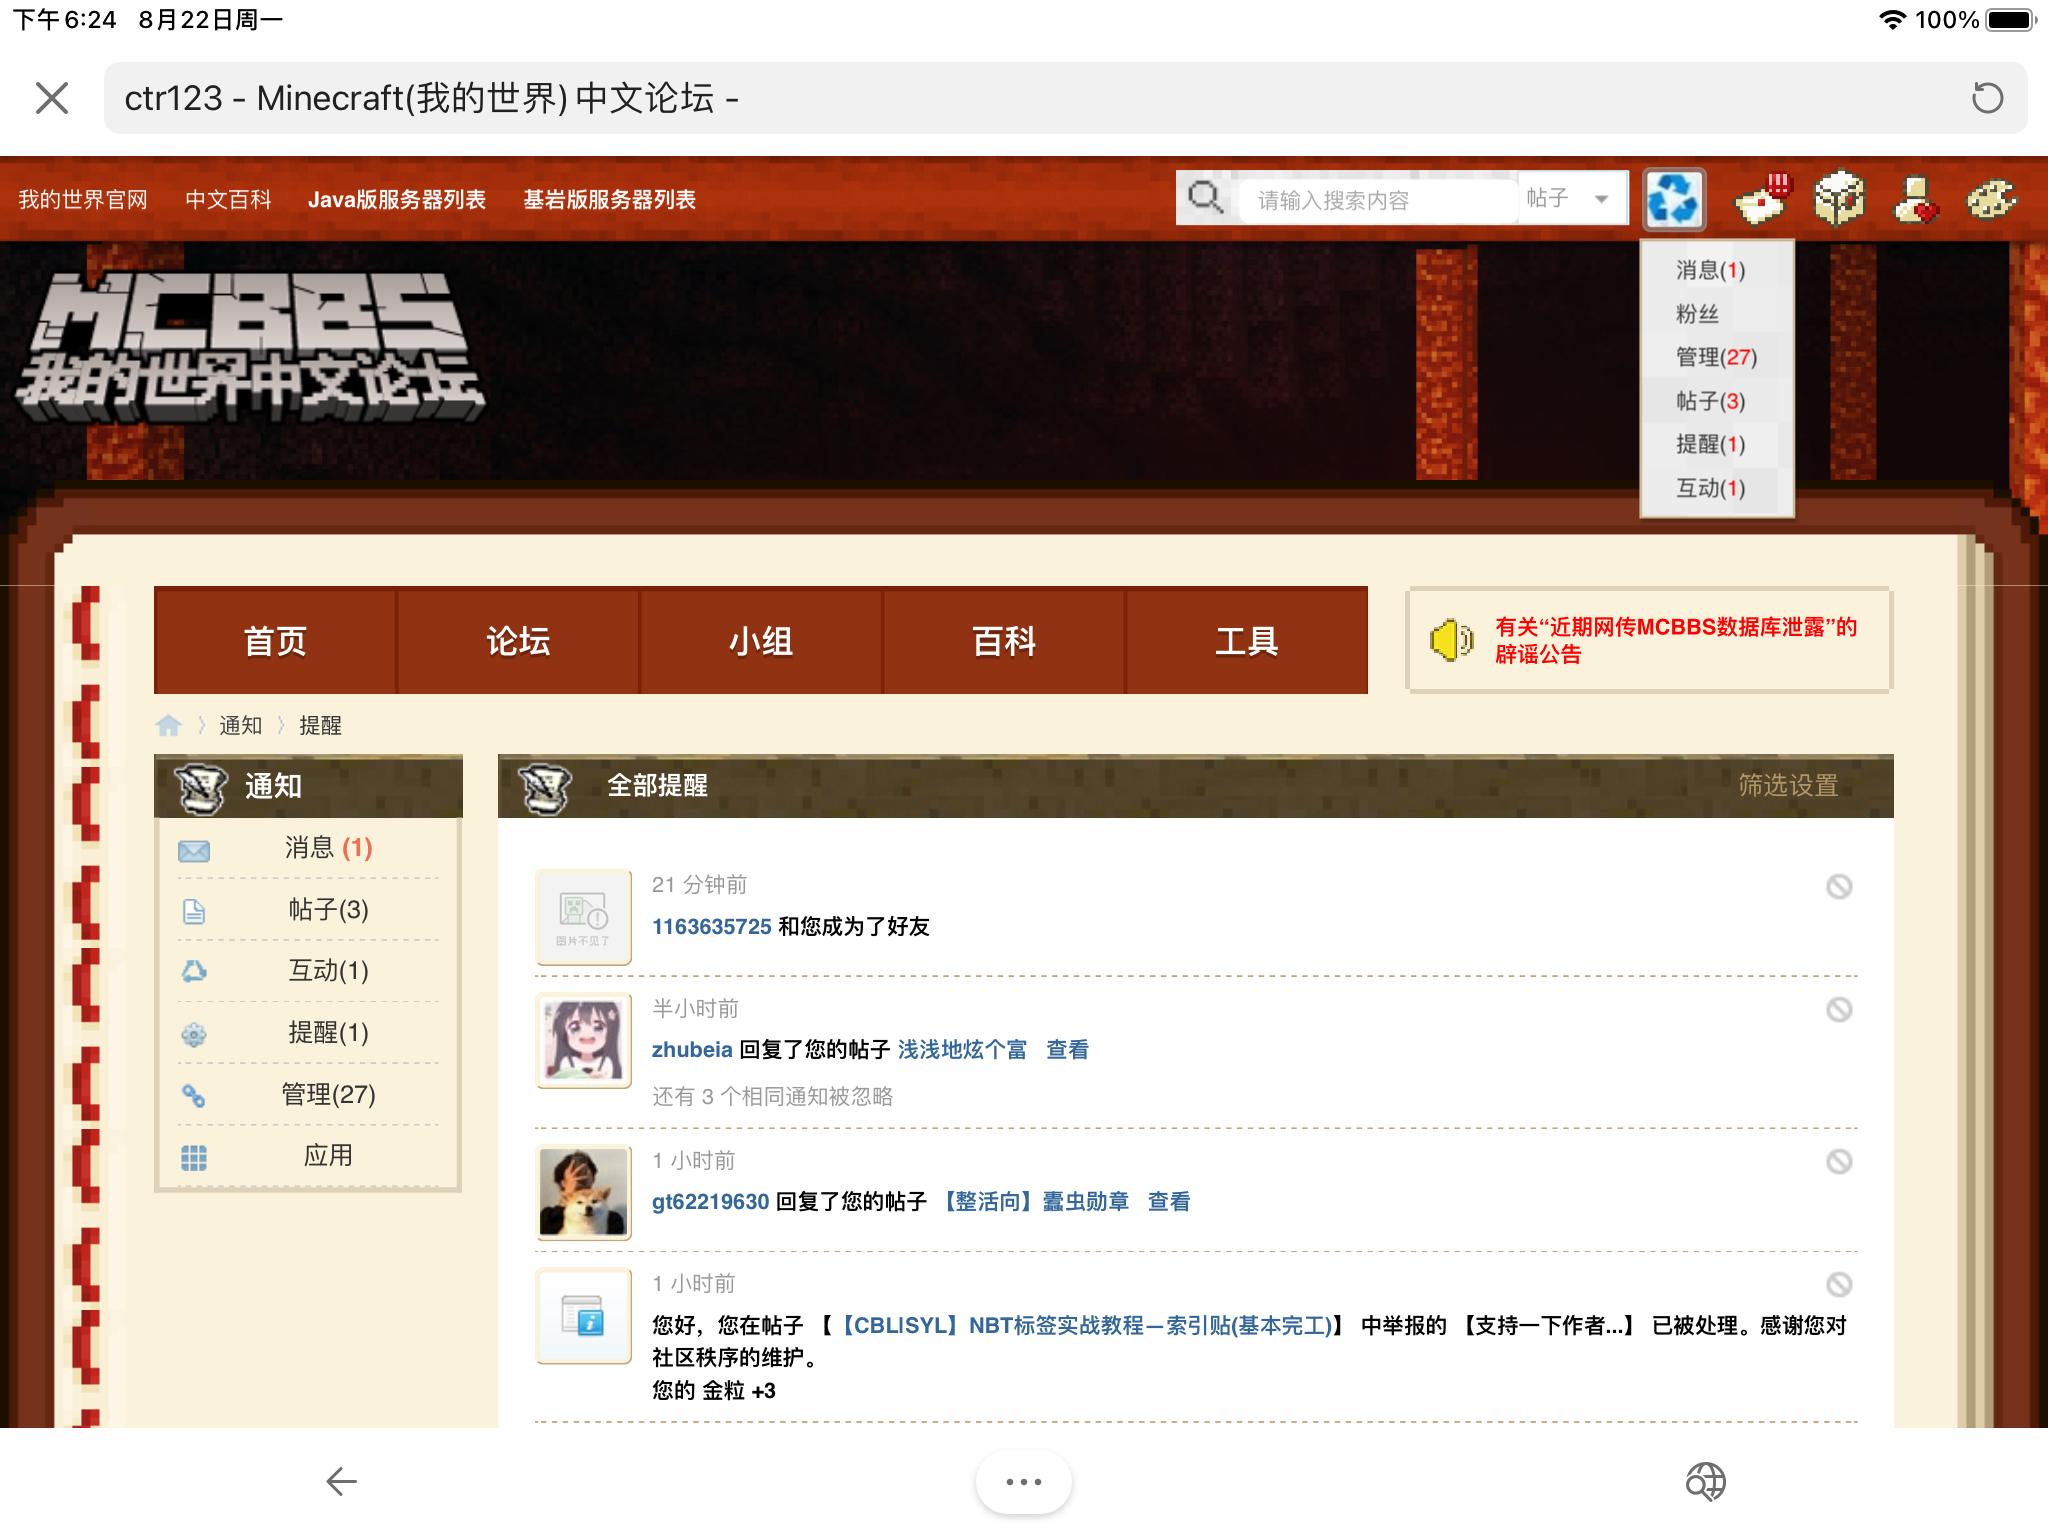 下午6:24 8月22日周一
100%
ctr123 - Minecraft(我的世界)中文论坛 -
我的世界官网 中文百科 Java版服务器列表 基岩版服务器列表
请输入搜索内容 帖子
MCBBS
我的世界中文论坛
消息(1)
粉丝
管理(27)
帖子(3)
提醒(1)
互动(1)
首页 论坛 小组 百科 工具
有关“近期网传MCBBS数据库泄露”的
辟谣公告
通知 提醒
通知
消息 (1)
帖子(3)
互动(1)
提醒(1)
管理(27)
应用
全部提醒 筛选设置
21 分钟前
图片不见了
1163635725 和您成为了好友
半小时前
zhubeia 回复了您的帖子 浅浅地炫个富 查看
还有 3 个相同通知被忽略
1 小时前
gt62219630 回复了您的帖子 【整活向】蠹虫勋章 查看
1 小时前
您好，您在帖子 【【CBLISYL】NBT标签实战教程—索引贴(基本完工)】 中举报的 【支持一下作者...】 已被处理。感谢您对
社区秩序的维护。
您的 金粒 +3